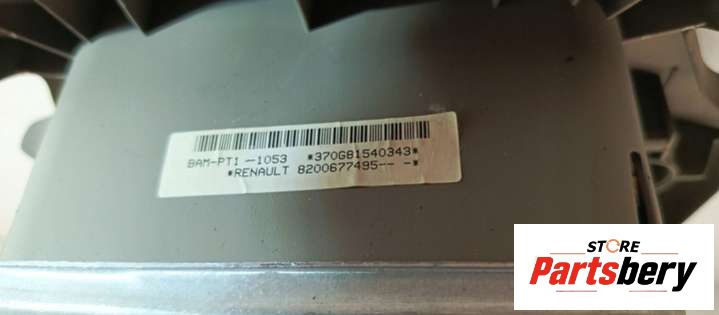 BAM-PT1-1053 *370GB1540343*
*RENAULT 8200677495-- -*
STORE
Partsbery